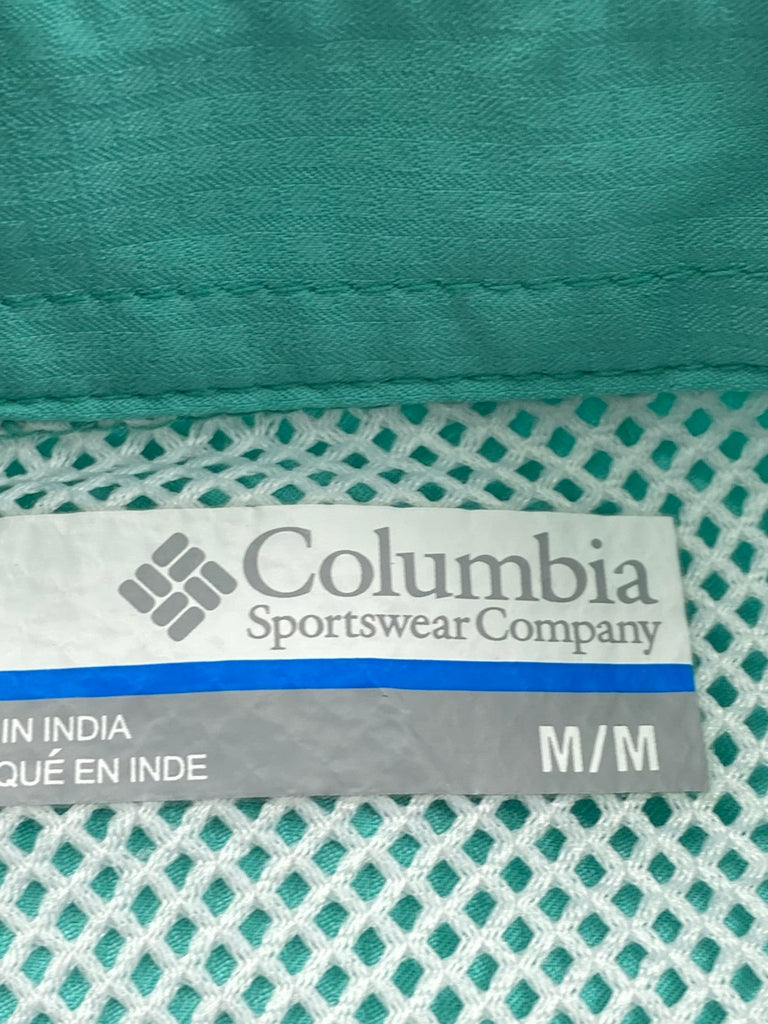 Columbia
Sportswear Company
IN INDIA
QUÉ EN INDE
M/M